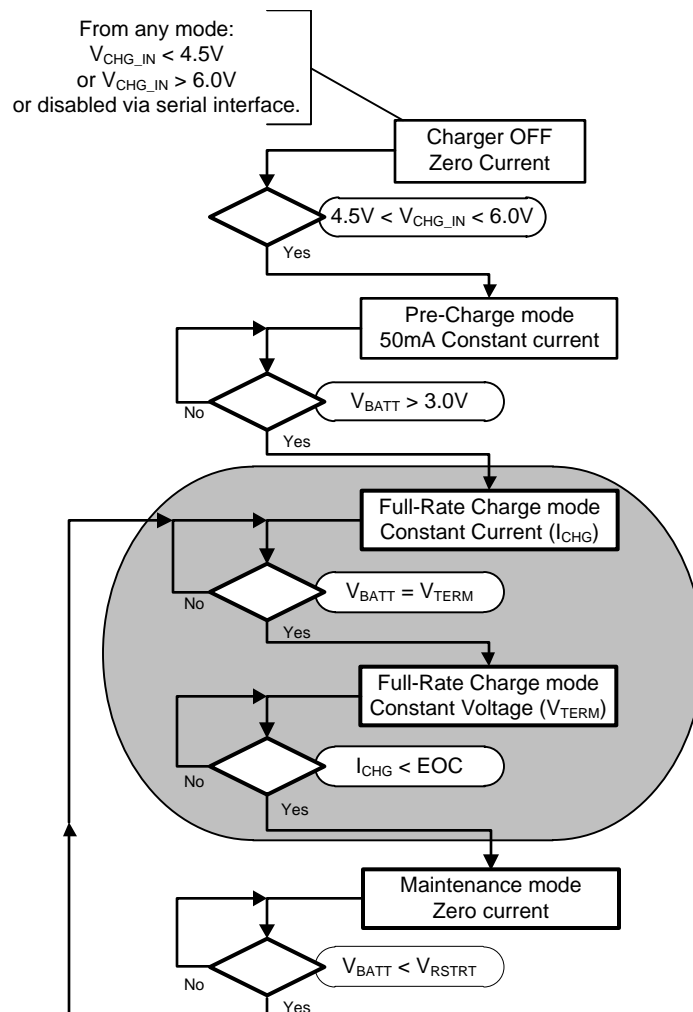 From any mode:
V_CHG_IN < 4.5V
or V_CHG_IN > 6.0V
or disabled via serial interface.
Charger OFF
Zero Current
4.5V < V_CHG_IN < 6.0V
Yes
Pre-Charge mode
50mA Constant current
V_BATT > 3.0V
No
Yes
Full-Rate Charge mode
Constant Current (I_CHG)
V_BATT = V_TERM
No
Yes
Full-Rate Charge mode
Constant Voltage (V_TERM)
I_CHG < EOC
No
Yes
Maintenance mode
Zero current
V_BATT < V_RSTRT
No
Yes